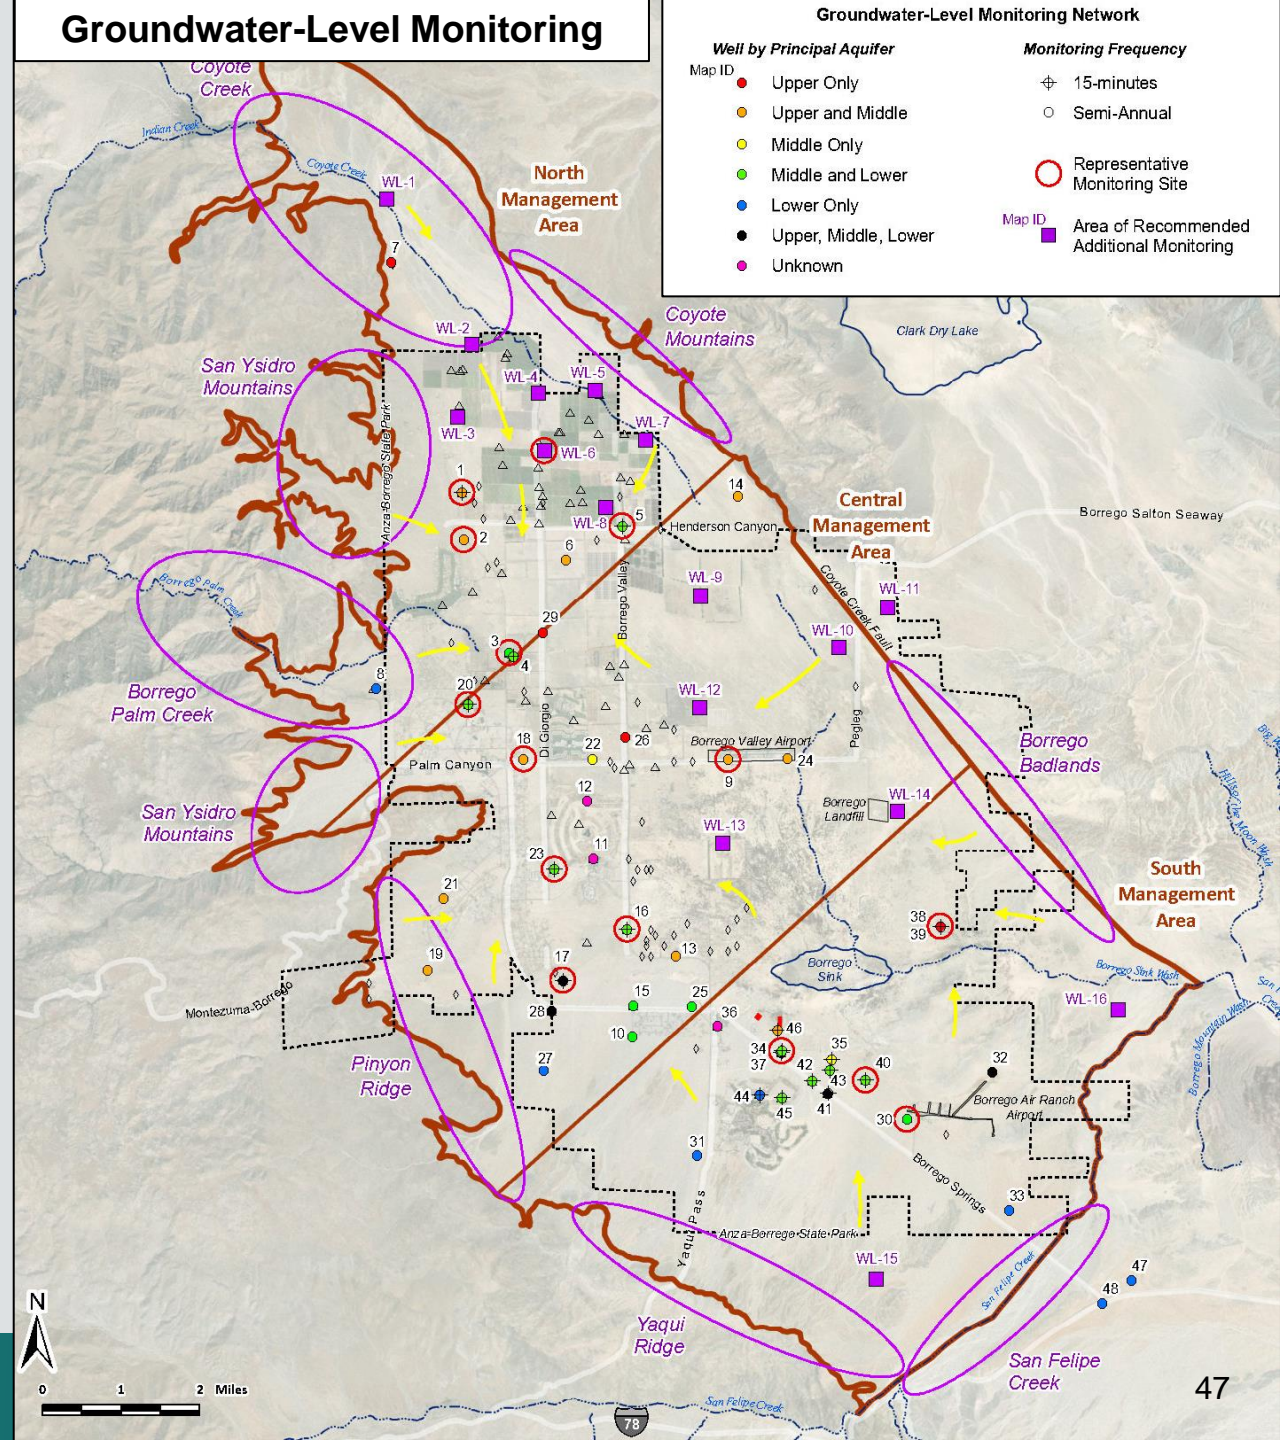 Groundwater-Level Monitoring
Groundwater-Level Monitoring Network
Well by Principal Aquifer
Map ID
Upper Only
Upper and Middle
Middle Only
Middle and Lower
Lower Only
Upper, Middle, Lower
Unknown
Monitoring Frequency
15-minutes
Semi-Annual
Representative
Monitoring Site
Map ID
Area of Recommended
Additional Monitoring
Coyote
Creek
Indian Creek
Coyote Creek
WL-1
North
Management
Area
7
Coyote
Mountains
Clark Dry Lake
WL-2
San Ysidro
Mountains
WL-4
WL-5
WL-3
WL-7
WL-6
Anza-Borrego State Park
1
14
Central
Management
Area
Borrego Salton Seaway
WL-8
5
Henderson Canyon
2
6
Borrego Valley
WL-9
Coyote Creek Fault
WL-11
Borrego Palm Creek
29
WL-10
3
4
8
20
WL-12
Borrego
Palm Creek
Di Giorgio
Pegleg
18
22
26
Borrego Valley Airport
24
9
Palm Canyon
Borrego
Badlands
12
Borrego
Landfill
WL-14
San Ysidro
Mountains
WL-13
11
23
South
Management
Area
21
16
38
39
13
19
17
Borrego
Sink
Borrego Sink Wash
Montezuma-Borrego
15
25
28
WL-16
36
10
46
Borrego Mountain Wash
34
37
35
42
43
40
32
Pinyon
Ridge
27
44
45
41
30
Borrego Air Ranch
Airport
31
Borrego Springs
33
Yaqui Pass
Anza-Borrego State Park
WL-15
San Felipe Creek
47
48
Yaqui
Ridge
San Felipe
Creek
N
0 1 2 Miles
San Felipe Creek
78
47